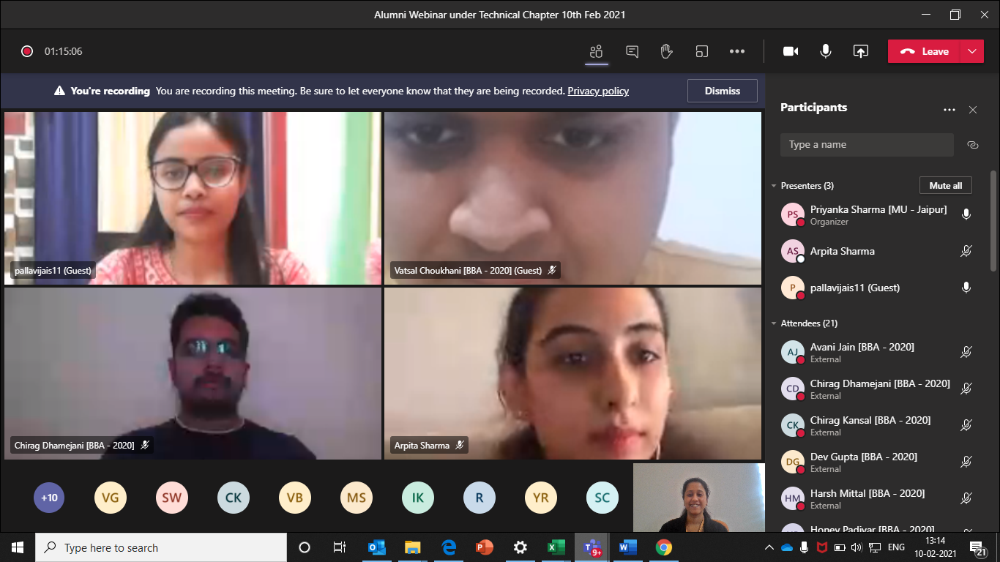 Alumni Webinar under Technical Chapter 10th Feb 2021
01:15:06
Leave
You're recording You are recording this meeting. Be sure to let everyone know that they are being recorded. Privacy policy
Dismiss
pallavijais11 (Guest)
Vatsal Choukhani [BBA - 2020] (Guest)
Chirag Dhamejani [BBA - 2020]
Arpita Sharma
+10
VG
SW
CK
VB
MS
IK
R
YR
SC
Participants
Type a name
Presenters (3)
Mute all
PS
Priyanka Sharma [MU - Jaipur]
Organizer
AS
Arpita Sharma
P
pallavijais11 (Guest)
Attendees (21)
AJ
Avani Jain [BBA - 2020]
External
CD
Chirag Dhamejani [BBA - 2020]
External
CK
Chirag Kansal [BBA - 2020]
External
DG
Dev Gupta [BBA - 2020]
External
HM
Harsh Mittal [BBA - 2020]
External
Honey Padiyar [BBA - 2020]
Type here to search
9+
ENG
13:14
10-02-2021
21